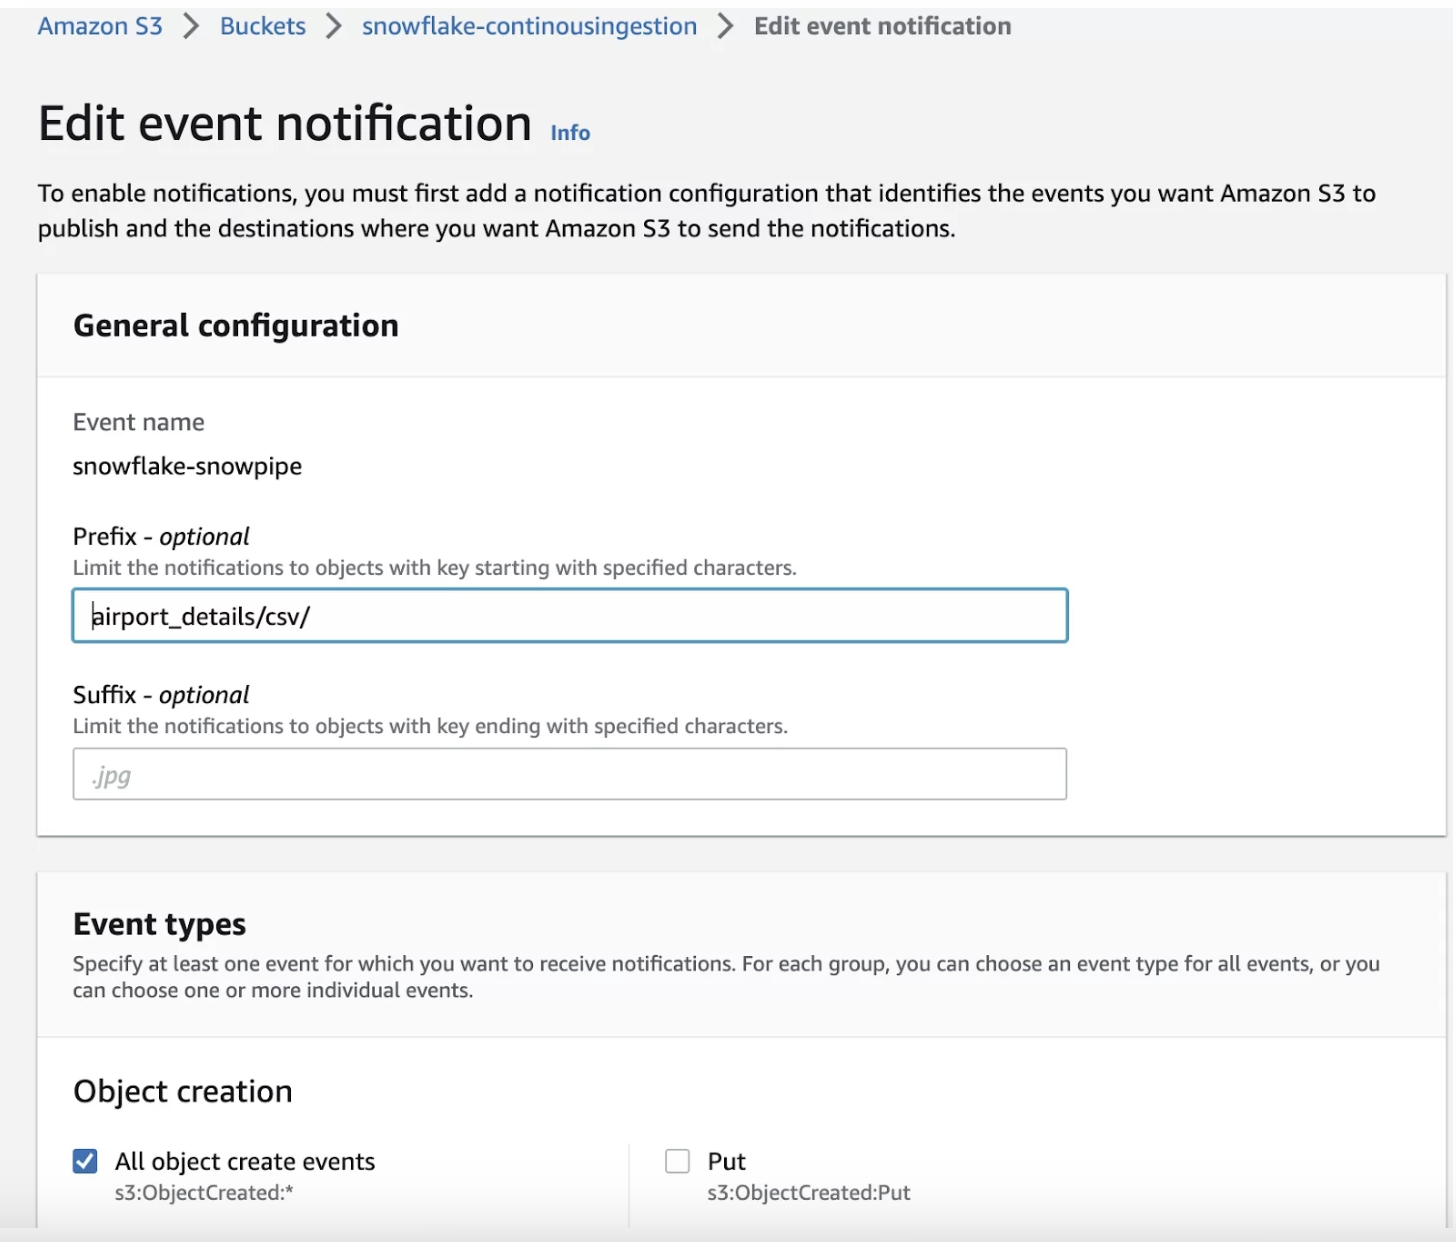 Amazon S3 > Buckets > snowflake-continousingestion > Edit event notification
Edit event notification Info
To enable notifications, you must first add a notification configuration that identifies the events you want Amazon S3 to
publish and the destinations where you want Amazon S3 to send the notifications.
General configuration
Event name
snowflake-snowpipe
Prefix - optional
Limit the notifications to objects with key starting with specified characters.
airport_details/csv/
Suffix - optional
Limit the notifications to objects with key ending with specified characters.
.jpg
Event types
Specify at least one event for which you want to receive notifications. For each group, you can choose an event type for all events, or you
can choose one or more individual events.
Object creation
All object create events
s3:ObjectCreated:*
Put
s3:ObjectCreated:Put